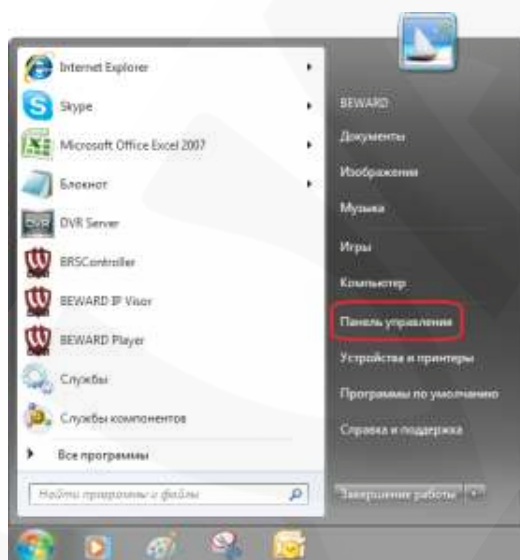 Internet Explorer
Skype
Microsoft Office Excel 2007
Блокнот
DVR Server
BRSController
BEWARD IP Visor
BEWARD Player
Службы
Службы компонентов
Все программы
Найти программы и файлы
BEWARD
Документы
Изображения
Музыка
Игры
Компьютер
Панель управления
Устройства и принтеры
Программы по умолчанию
Справка и поддержка
Завершение работы